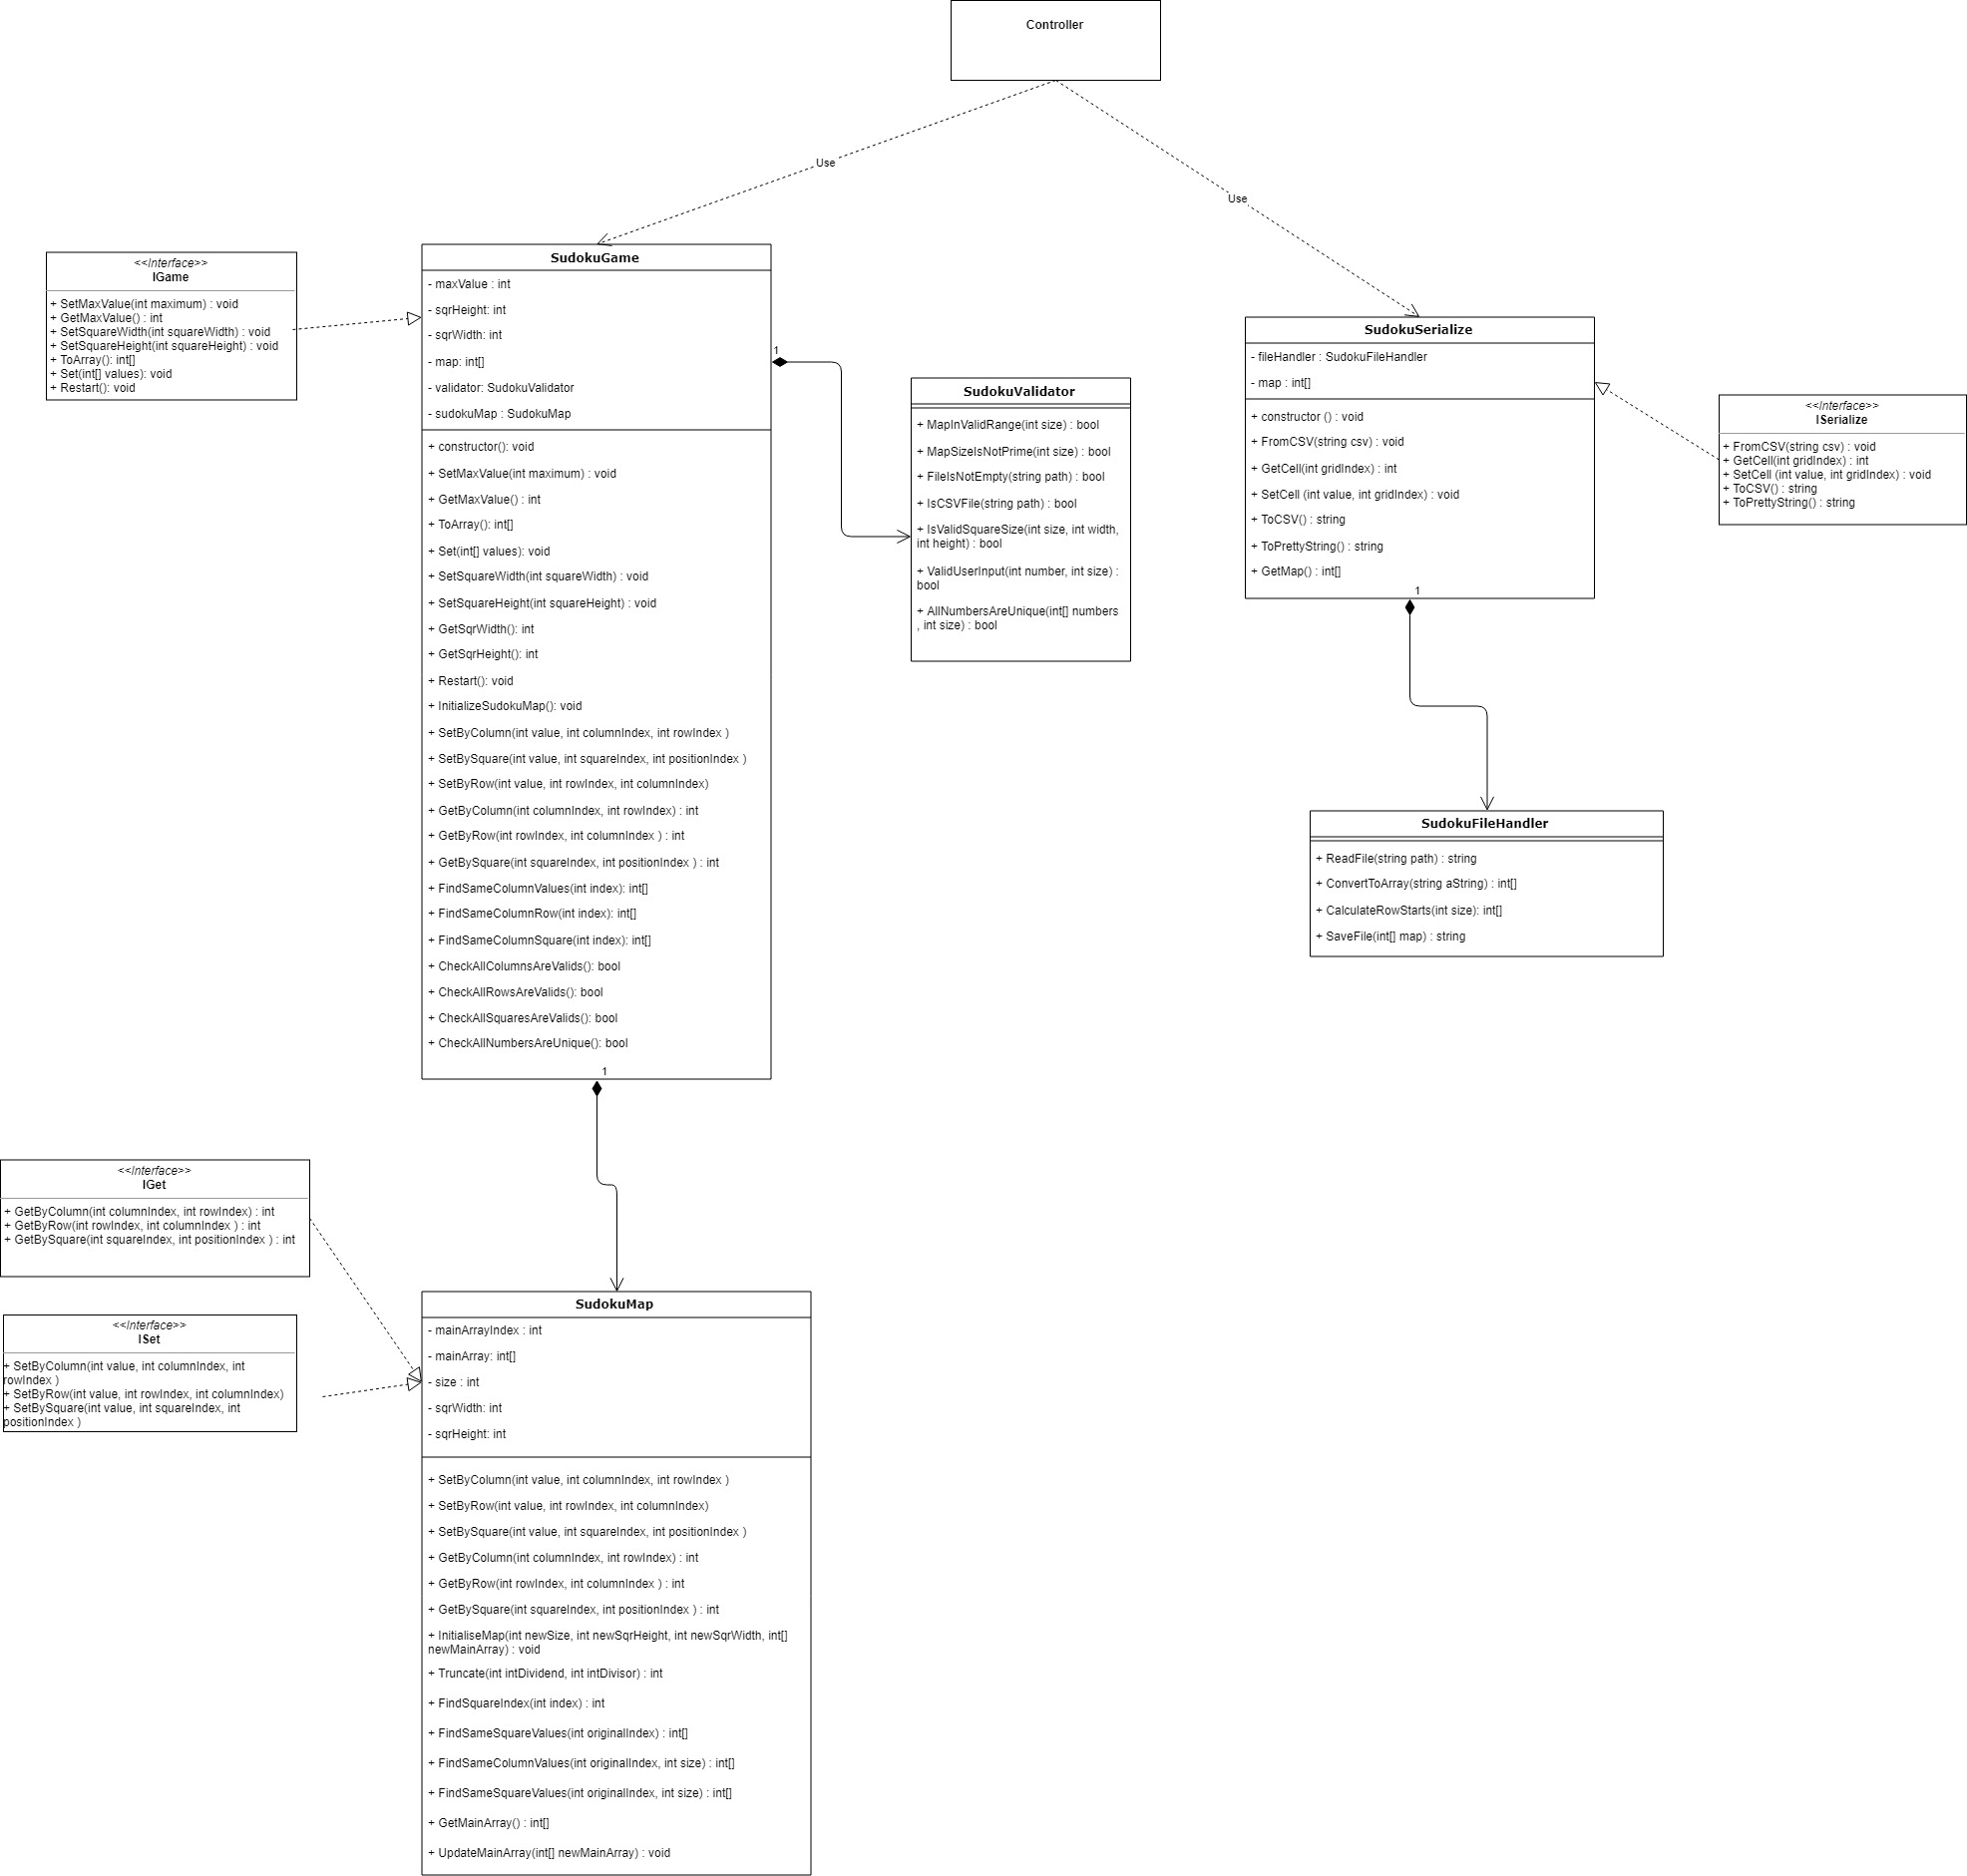 Controller
Use
Use
<<Interface>>
IGame
+ SetMaxValue(int maximum) : void
+ GetMaxValue() : int
+ SetSquareWidth(int squareWidth) : void
+ SetSquareHeight(int squareHeight) : void
+ ToArray(): int[]
+ Set(int[] values): void
+ Restart(): void
SudokuGame
- maxValue : int
- sqrHeight: int
- sqrWidth: int
- map: int[]
- validator: SudokuValidator
- sudokuMap : SudokuMap
+ constructor(): void
+ SetMaxValue(int maximum) : void
+ GetMaxValue() : int
+ ToArray(): int[]
+ Set(int[] values): void
+ SetSquareWidth(int squareWidth) : void
+ SetSquareHeight(int squareHeight) : void
+ GetSqrWidth(): int
+ GetSqrHeight(): int
+ Restart(): void
+ InitializeSudokuMap(): void
+ SetByColumn(int value, int columnIndex, int rowIndex )
+ SetBySquare(int value, int squareIndex, int positionIndex )
+ SetByRow(int value, int rowIndex, int columnIndex)
+ GetByColumn(int columnIndex, int rowIndex) : int
+ GetByRow(int rowIndex, int columnIndex ) : int
+ GetBySquare(int squareIndex, int positionIndex ) : int
+ FindSameColumnValues(int index): int[]
+ FindSameColumnRow(int index): int[]
+ FindSameColumnSquare(int index): int[]
+ CheckAllColumnsAreValids(): bool
+ CheckAllRowsAreValids(): bool
+ CheckAllSquaresAreValids(): bool
+ CheckAllNumbersAreUnique(): bool
1
1
SudokuValidator
+ MapInValidRange(int size) : bool
+ MapSizeIsNotPrime(int size) : bool
+ FileIsNotEmpty(string path) : bool
+ IsCSVFile(string path) : bool
+ IsValidSquareSize(int size, int width,
int height) : bool
+ ValidUserInput(int number, int size) :
bool
+ AllNumbersAreUnique(int[] numbers
, int size) : bool
SudokuSerialize
- fileHandler : SudokuFileHandler
- map : int[]
+ constructor () : void
+ FromCSV(string csv) : void
+ GetCell(int gridIndex) : int
+ SetCell (int value, int gridIndex) : void
+ ToCSV() : string
+ ToPrettyString() : string
+ GetMap() : int[]
1
<<Interface>>
ISerialize
+ FromCSV(string csv) : void
+ GetCell(int gridIndex) : int
+ SetCell (int value, int gridIndex) : void
+ ToCSV() : string
+ ToPrettyString() : string
SudokuFileHandler
+ ReadFile(string path) : string
+ ConvertToArray(string aString) : int[]
+ CalculateRowStarts(int size): int[]
+ SaveFile(int[] map) : string
<<Interface>>
IGet
+ GetByColumn(int columnIndex, int rowIndex) : int
+ GetByRow(int rowIndex, int columnIndex ) : int
+ GetBySquare(int squareIndex, int positionIndex ) : int
<<Interface>>
ISet
+ SetByColumn(int value, int columnIndex, int
rowIndex )
+ SetByRow(int value, int rowIndex, int columnIndex)
+ SetBySquare(int value, int squareIndex, int
positionIndex )
SudokuMap
- mainArrayIndex : int
- mainArray: int[]
- size : int
- sqrWidth: int
- sqrHeight: int
+ SetByColumn(int value, int columnIndex, int rowIndex )
+ SetByRow(int value, int rowIndex, int columnIndex)
+ SetBySquare(int value, int squareIndex, int positionIndex )
+ GetByColumn(int columnIndex, int rowIndex) : int
+ GetByRow(int rowIndex, int columnIndex ) : int
+ GetBySquare(int squareIndex, int positionIndex ) : int
+ InitialiseMap(int newSize, int newSqrHeight, int newSqrWidth, int[]
newMainArray) : void
+ Truncate(int intDividend, int intDivisor) : int
+ FindSquareIndex(int index) : int
+ FindSameSquareValues(int originalIndex) : int[]
+ FindSameColumnValues(int originalIndex, int size) : int[]
+ FindSameSquareValues(int originalIndex, int size) : int[]
+ GetMainArray() : int[]
+ UpdateMainArray(int[] newMainArray) : void